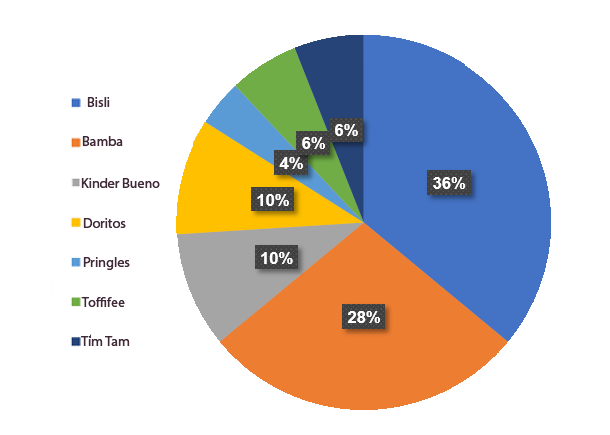 Bisli
Bamba
Kinder Bueno
Doritos
Pringles
Toffifee
Tim Tam
6%
6%
4%
36%
10%
10%
28%